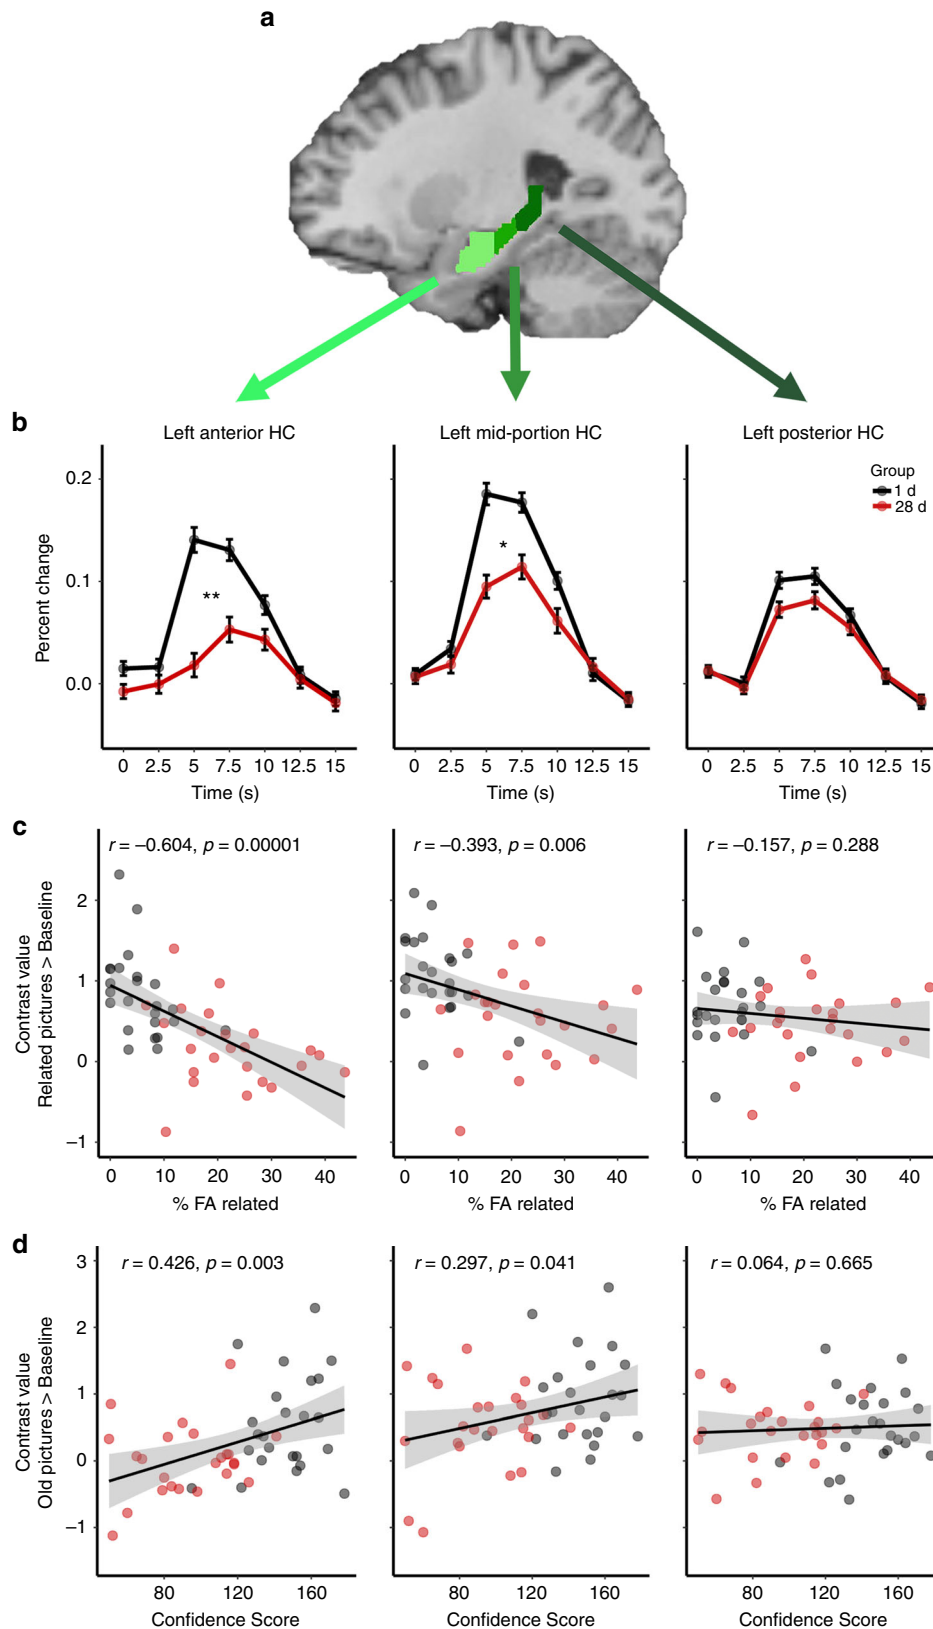 a
b
Left anterior HC
Left mid-portion HC
Left posterior HC
Group
1 d
28 d
Percent change
0.2
0.1
0.0
**
*
0 2.5 5 7.5 10 12.5 15
0 2.5 5 7.5 10 12.5 15
0 2.5 5 7.5 10 12.5 15
Time (s)
Time (s)
Time (s)
c
r = –0.604, p = 0.00001
r = –0.393, p = 0.006
r = –0.157, p = 0.288
Contrast value
Related pictures > Baseline
2
1
0
–1
0 10 20 30 40
0 10 20 30 40
0 10 20 30 40
% FA related
% FA related
% FA related
d
r = 0.426, p = 0.003
r = 0.297, p = 0.041
r = 0.064, p = 0.665
Contrast value
Old pictures > Baseline
3
2
1
0
–1
80 120 160
80 120 160
80 120 160
Confidence Score
Confidence Score
Confidence Score